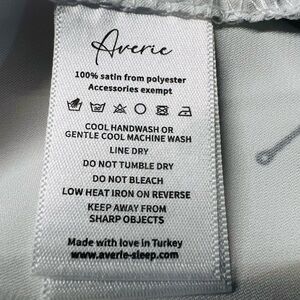 Averie
100% satin from polyester
Accessories exempt
COOL HANDWASH OR
GENTLE COOL MACHINE WASH
LINE DRY
DO NOT TUMBLE DRY
DO NOT BLEACH
LOW HEAT IRON ON REVERSE
KEEP AWAY FROM
SHARP OBJECTS
Made with love in Turkey
www.averie-sleep.com